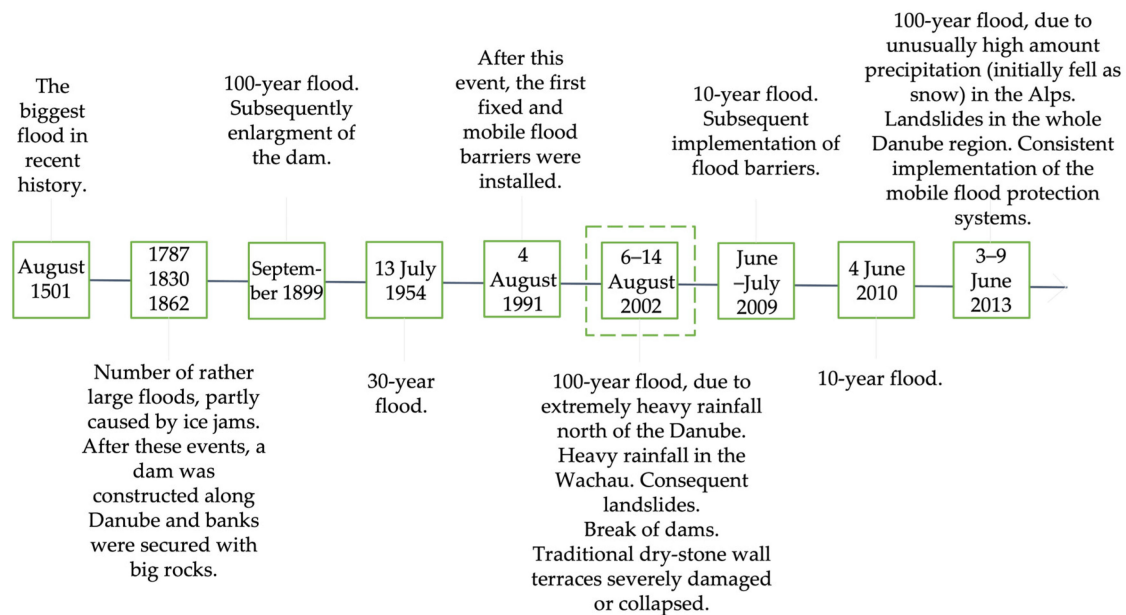 The
biggest
flood in
recent
history.
August
1501
1787
1830
1862
Number of rather
large floods, partly
caused by ice jams.
After these events, a
dam was
constructed along
Danube and banks
were secured with
big rocks.
100-year flood.
Subsequently
enlargment of
the dam.
Septem-
ber 1899
13 July
1954
30-year
flood.
After this
event, the first
fixed and
mobile flood
barriers were
installed.
4
August
1991
6–14
August
2002
100-year flood, due to
extremely heavy rainfall
north of the Danube.
Heavy rainfall in the
Wachau. Consequent
landslides.
Break of dams.
Traditional dry-stone wall
terraces severely damaged
or collapsed.
10-year flood.
Subsequent
implementation of
flood barriers.
June
–July
2009
4 June
2010
10-year flood.
100-year flood, due to
unusually high amount
precipitation (initially fell as
snow) in the Alps.
Landslides in the whole
Danube region. Consistent
implementation of the
mobile flood protection
systems.
3–9
June
2013